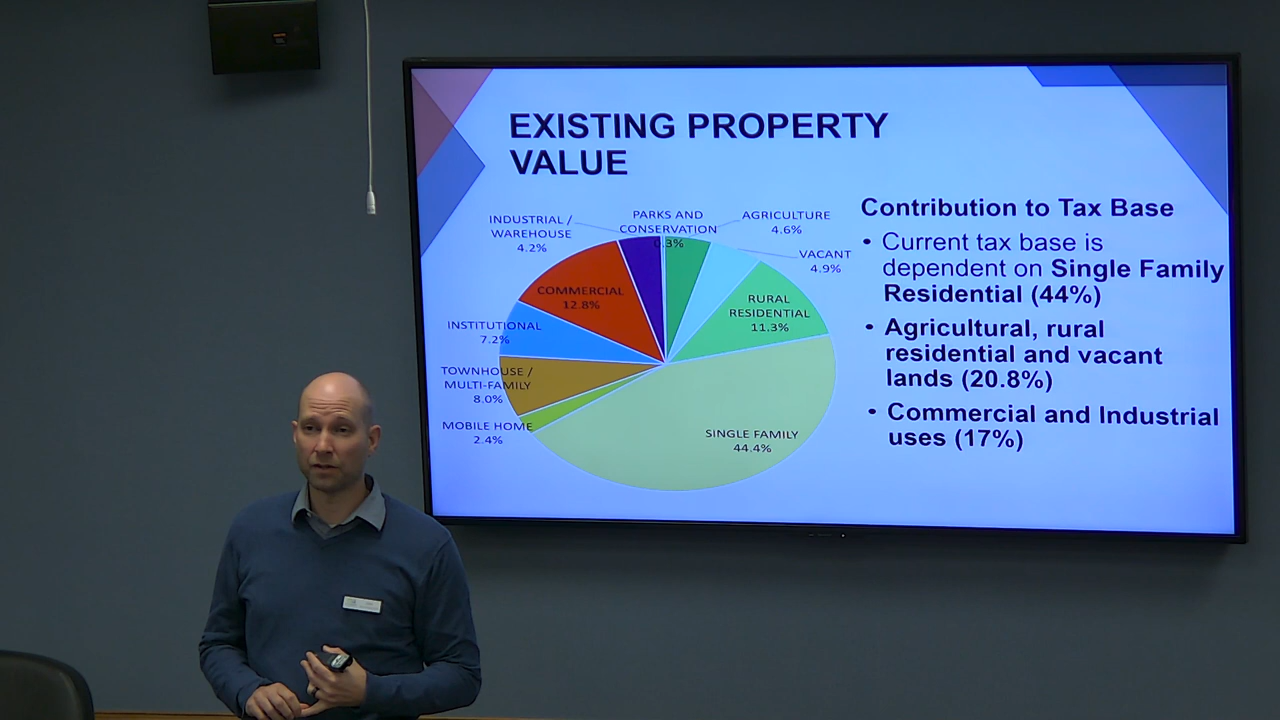 EXISTING PROPERTY
VALUE
INDUSTRIAL /
WAREHOUSE
4.2%
PARKS AND
CONSERVATION
0.3%
AGRICULTURE
4.6%
VACANT
4.9%
COMMERCIAL
12.8%
RURAL
RESIDENTIAL
11.3%
INSTITUTIONAL
7.2%
TOWNHOUSE /
MULTI-FAMILY
8.0%
MOBILE HOME
2.4%
SINGLE FAMILY
44.4%
Contribution to Tax Base
• Current tax base is
dependent on Single Family
Residential (44%)
• Agricultural, rural
residential and vacant
lands (20.8%)
• Commercial and Industrial
uses (17%)